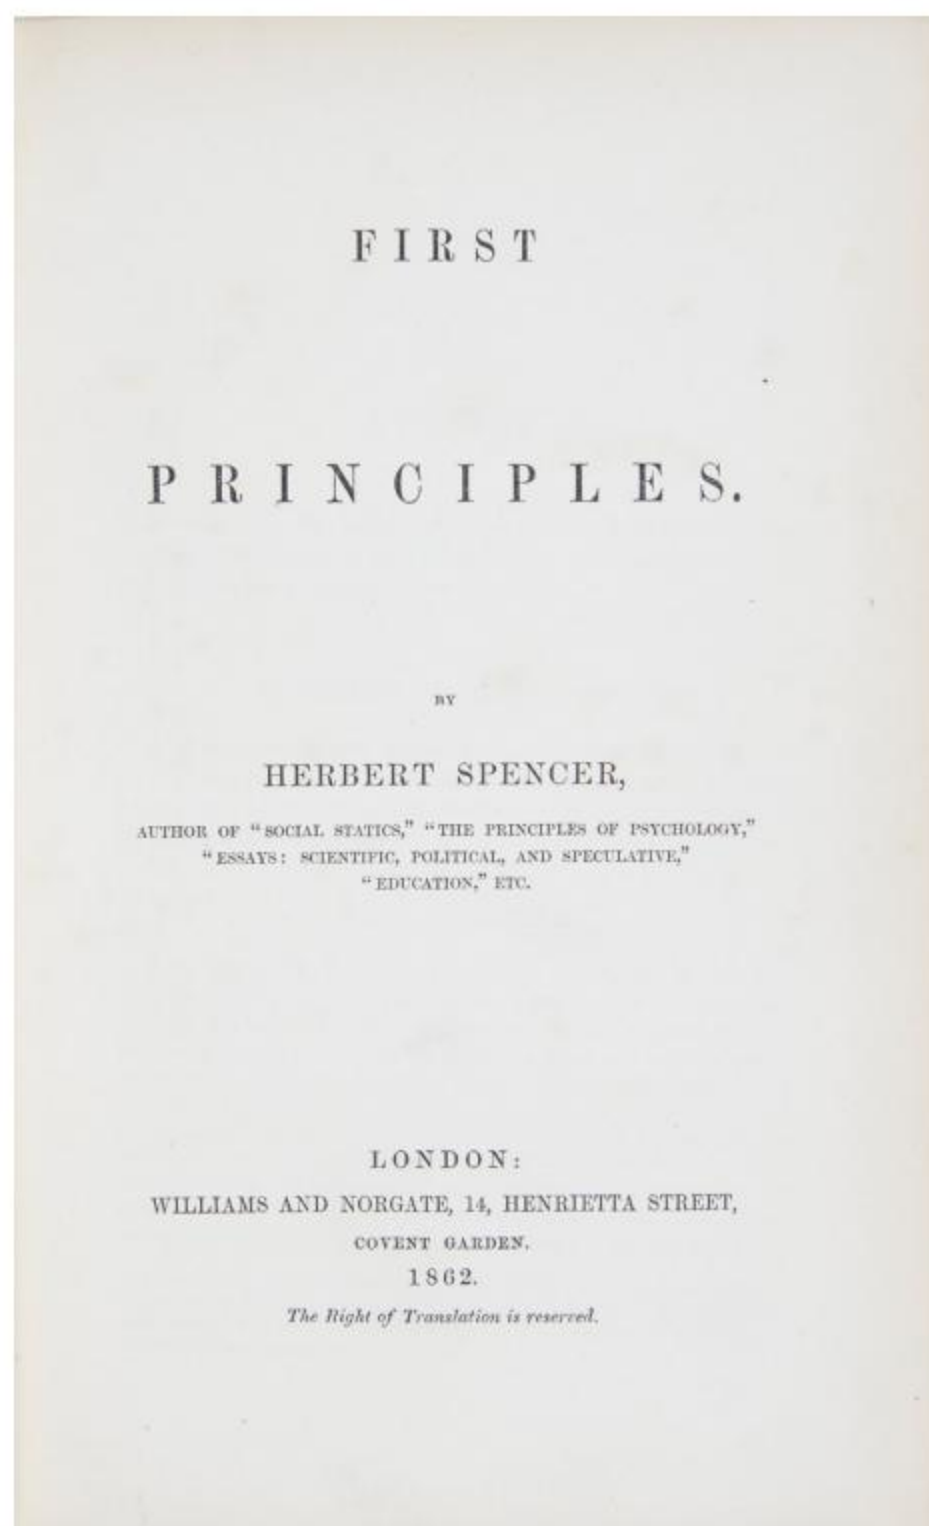 FIRST
PRINCIPLES.
BY
HERBERT SPENCER,
AUTHOR OF “SOCIAL STATICS,” “THE PRINCIPLES OF PSYCHOLOGY,”
“ESSAYS: SCIENTIFIC, POLITICAL, AND SPECULATIVE,”
“EDUCATION,” ETC.
LONDON:
WILLIAMS AND NORGATE, 14, HENRIETTA STREET,
COVENT GARDEN.
1862.
The Right of Translation is reserved.